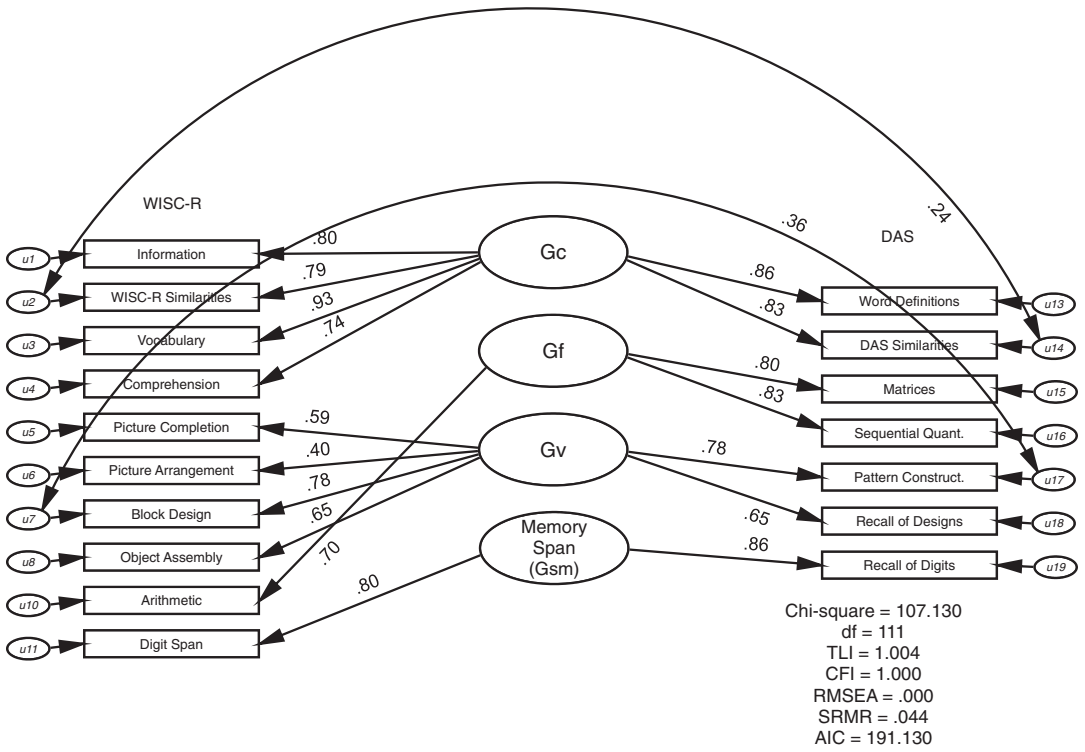 .24
WISC-R
.36
DAS
u1
Information
.80
Gc
u2
WISC-R Similarities
.79
.86
Word Definitions
u13
u3
Vocabulary
.93
.83
DAS Similarities
u14
u4
Comprehension
.74
Gf
.80
Matrices
u15
u5
Picture Completion
.59
.83
Sequential Quant.
u16
u6
Picture Arrangement
.40
Gv
.78
Pattern Construct.
u17
u7
Block Design
.78
.65
Recall of Designs
u18
u8
Object Assembly
.65
Memory
Span
(Gsm)
.86
Recall of Digits
u19
u10
Arithmetic
.70
u11
Digit Span
.80
Chi-square = 107.130
df = 111
TLI = 1.004
CFI = 1.000
RMSEA = .000
SRMR = .044
AIC = 191.130